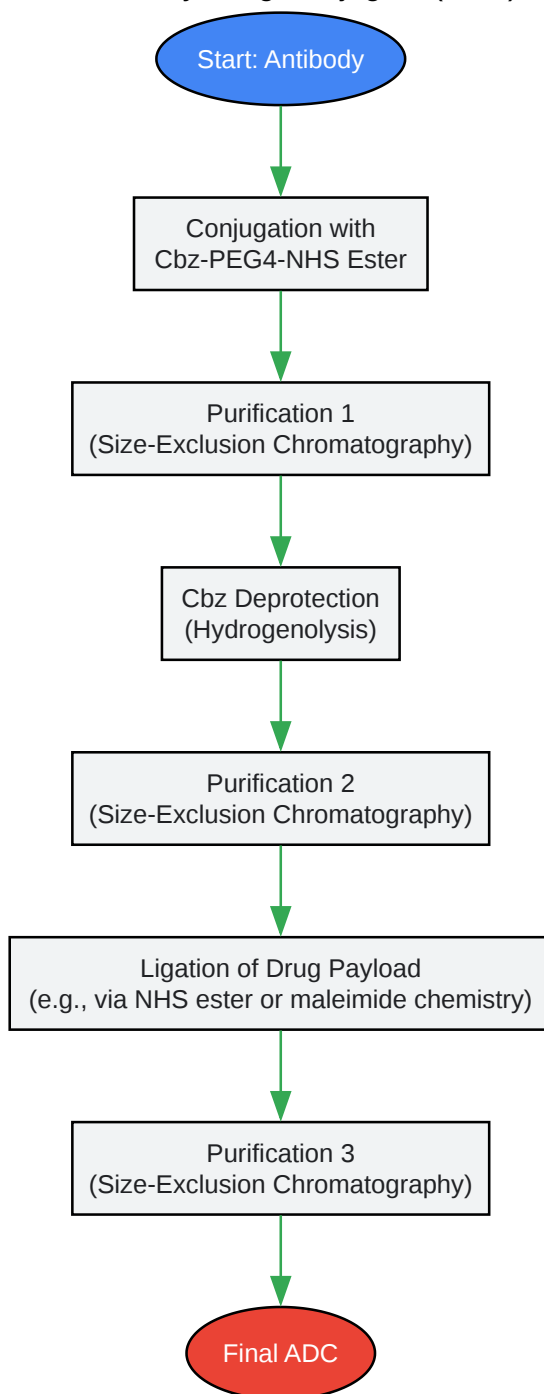 Start: Antibody
Conjugation with
Cbz-PEG4-NHS Ester
Purification 1
(Size-Exclusion Chromatography)
Cbz Deprotection
(Hydrogenolysis)
Purification 2
(Size-Exclusion Chromatography)
Ligation of Drug Payload
(e.g., via NHS ester or maleimide chemistry)
Purification 3
(Size-Exclusion Chromatography)
Final ADC